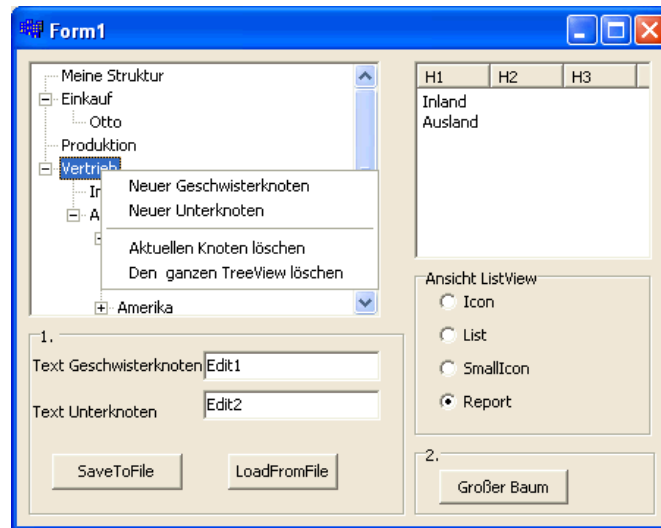 Form1
Meine Struktur
Einkauf
Otto
Produktion
Vertrieb
In
A
Neuer Geschwisterknoten
Neuer Unterknoten
Aktuellen Knoten löschen
Den ganzen TreeView löschen
Amerika
H1 H2 H3
Inland
Ausland
Ansicht ListView
Icon
List
SmallIcon
Report
1.
Text Geschwisterknoten Edit1
Text Unterknoten Edit2
SaveToFile LoadFromFile
2.
Großer Baum